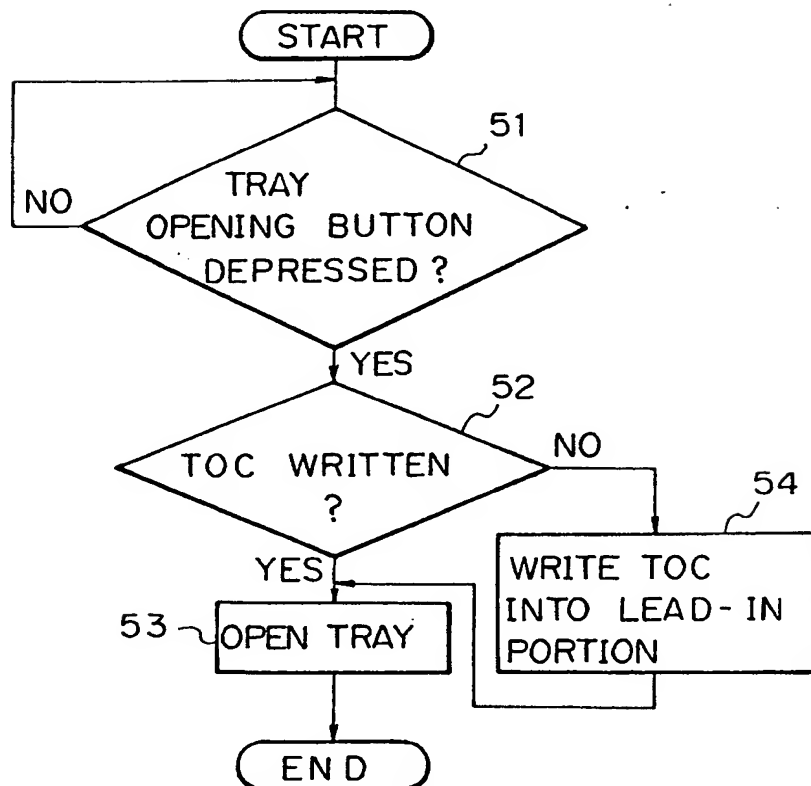 START
51
TRAY
OPENING BUTTON
DEPRESSED ?
NO
YES
52
TOC WRITTEN
?
NO
54
WRITE TOC
INTO LEAD-IN
PORTION
YES
53
OPEN TRAY
END